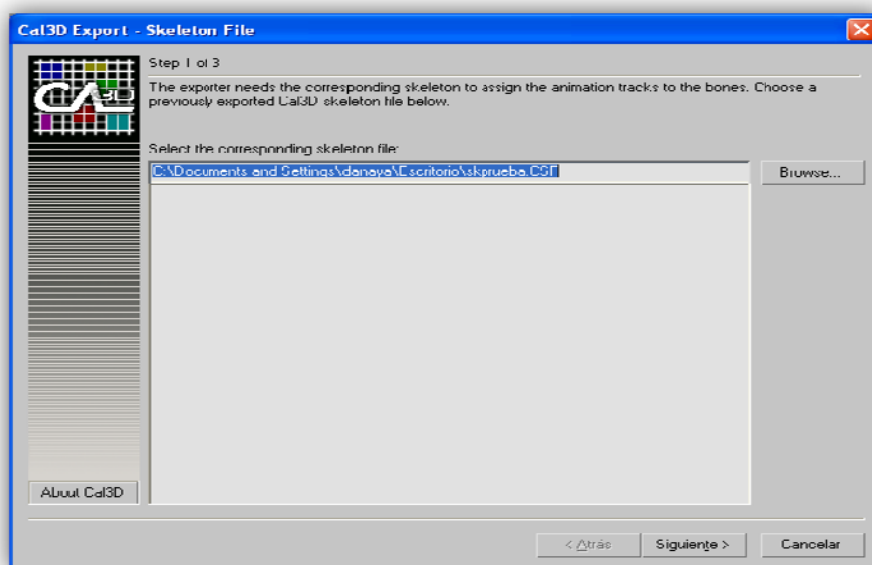 Cal3D Export - Skeleton File
Step 1 of 3
The exporter needs the corresponding skeleton to assign the animation tracks to the bones. Choose a
previously exported Cal3D skeleton file below.
Select the corresponding skeleton file:
C:\Documents and Settings\danaya\Escritorio\skprueba.CSF
Browse...
CA3D
About Cal3D
< Atrás
Siguiente >
Cancelar